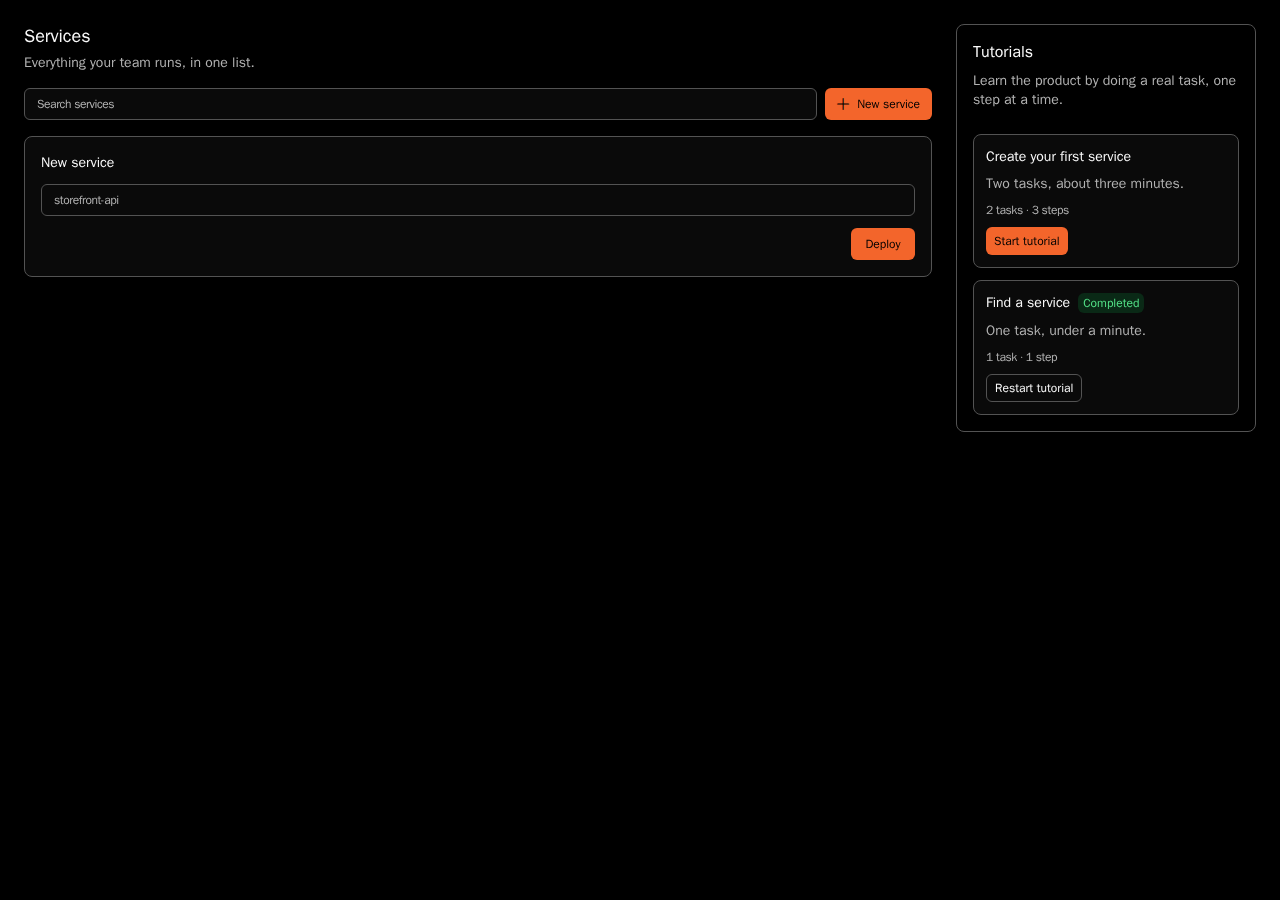 Services
Everything your team runs, in one list.
Search services
New service
New service
storefront-api
Deploy
Tutorials
Learn the product by doing a real task, one
step at a time.
Create your first service
Two tasks, about three minutes.
2 tasks · 3 steps
Start tutorial
Find a service Completed
One task, under a minute.
1 task · 1 step
Restart tutorial